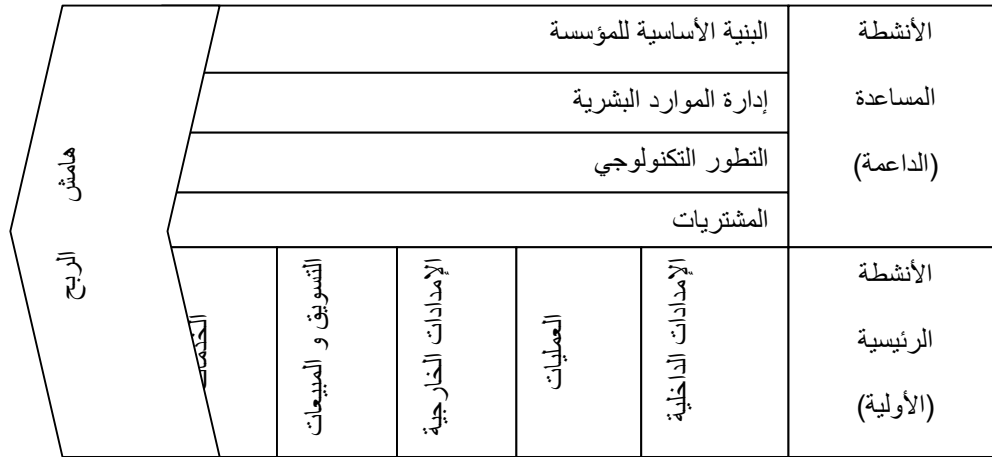 الأنشطة
المساعدة
(الداعمة)
البنية الأساسية للمؤسسة
إدارة الموارد البشرية
التطور التكنولوجي
المشتريات
الأنشطة
الرئيسية
(الأولية)
الإمدادات الداخلية
العمليات
الإمدادات الخارجية
التسويق و المبيعات
هامش الربح